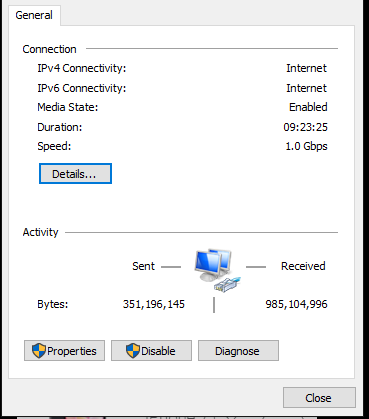 General
Connection
IPv4 Connectivity: Internet
IPv6 Connectivity: Internet
Media State: Enabled
Duration: 09:23:25
Speed: 1.0 Gbps
Details...
Activity
Sent Received
Bytes: 351,196,145 985,104,996
Properties Disable Diagnose
Close